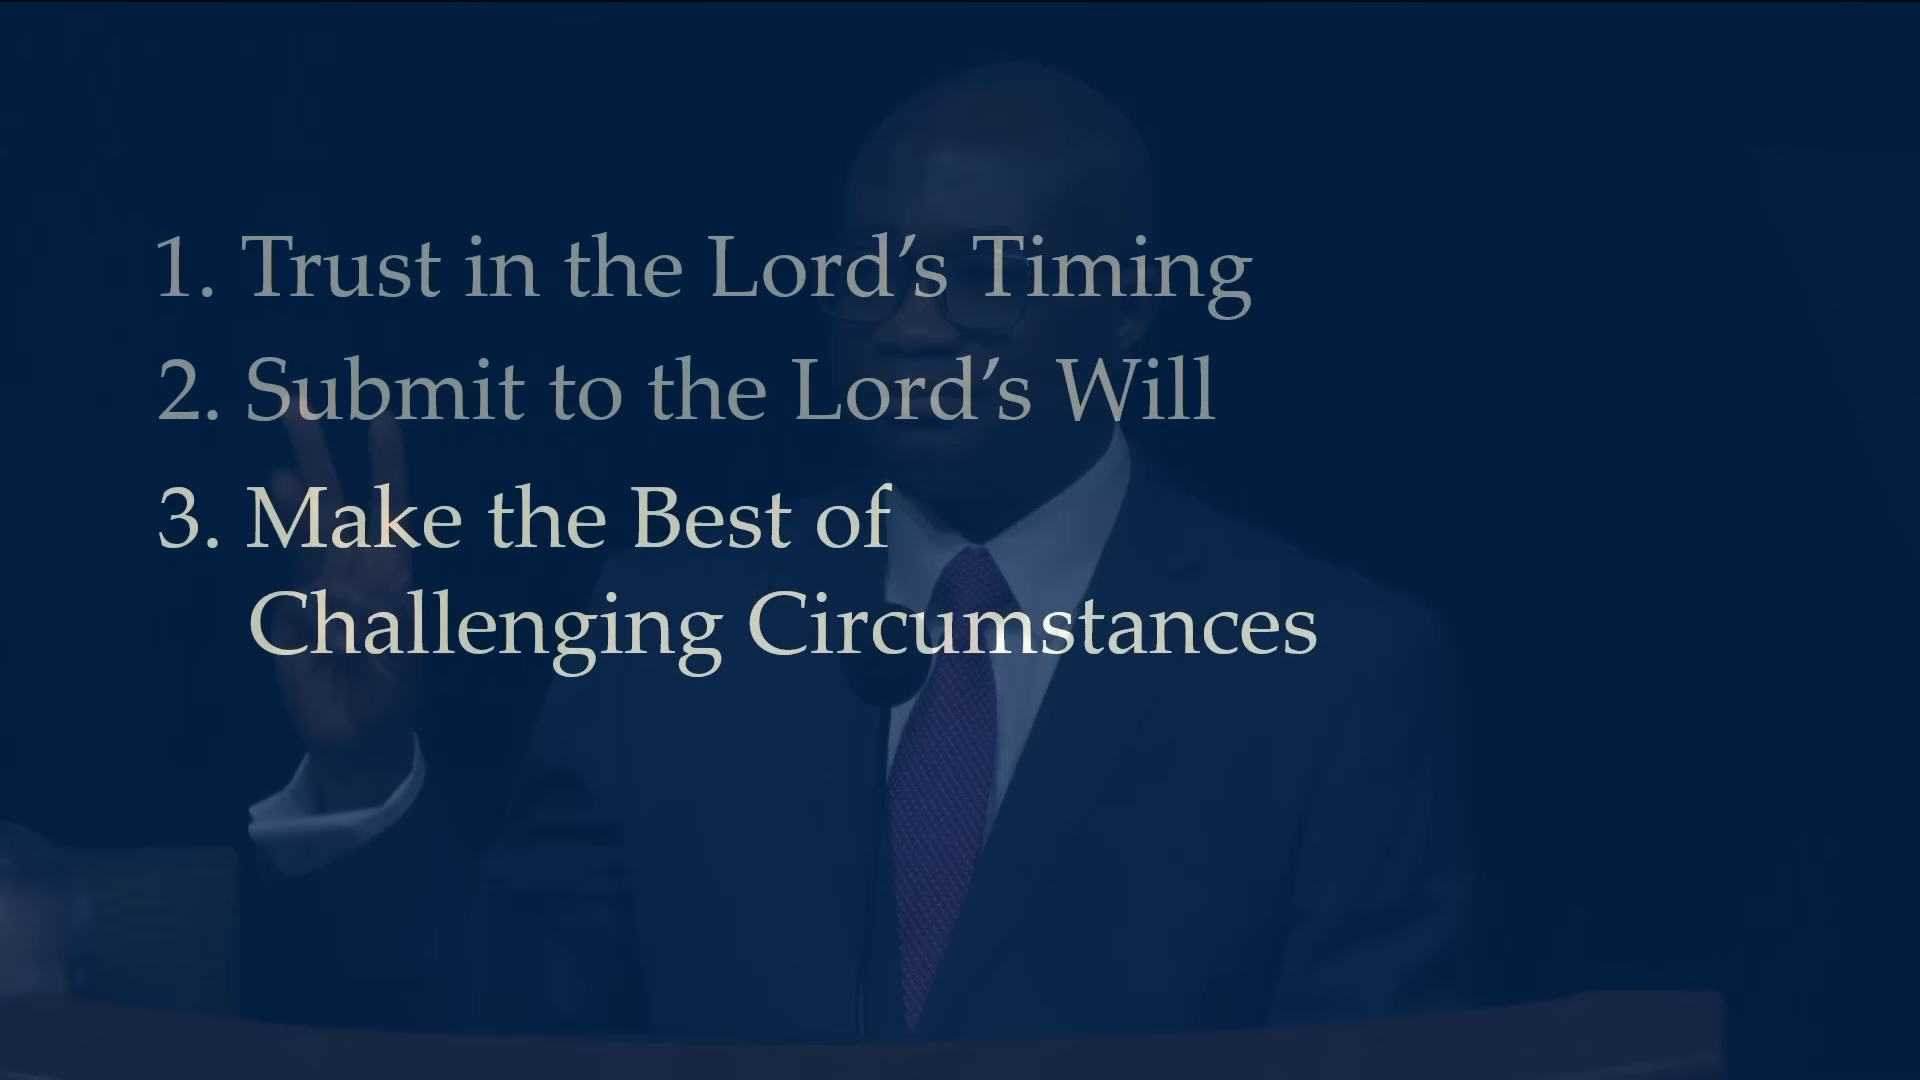 1. Trust in the Lord’s Timing
2. Submit to the Lord’s Will
3. Make the Best of
Challenging Circumstances